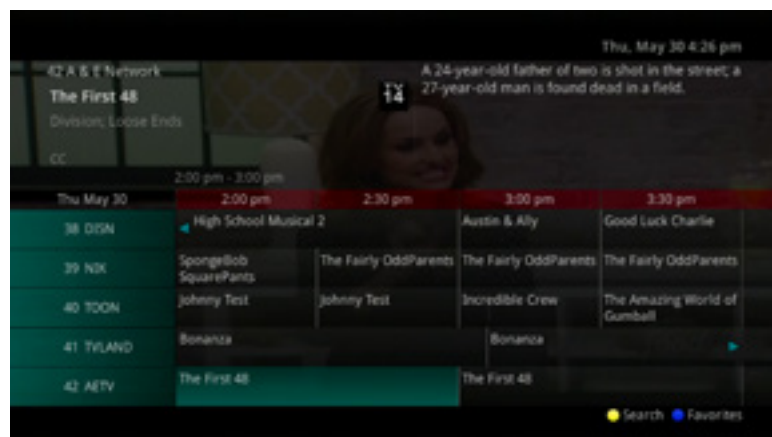 Thu, May 30 4:26 pm
42 A & E Network
The First 48
Division; Loose Ends
CC
TV
14
A 24-year-old father of two is shot in the street; a
27-year-old man is found dead in a field.
2:00 pm - 3:00 pm
Thu May 30 2:00 pm 2:30 pm 3:00 pm 3:30 pm
38 DISN High School Musical 2 Austin & Ally Good Luck Charlie
39 NIK SpongeBob
SquarePants The Fairly OddParents The Fairly OddParents The Fairly OddParents
40 TOON Johnny Test Johnny Test Incredible Crew The Amazing World of
Gumball
41 TVLAND Bonanza Bonanza
42 AETV The First 48 The First 48
Search Favorites